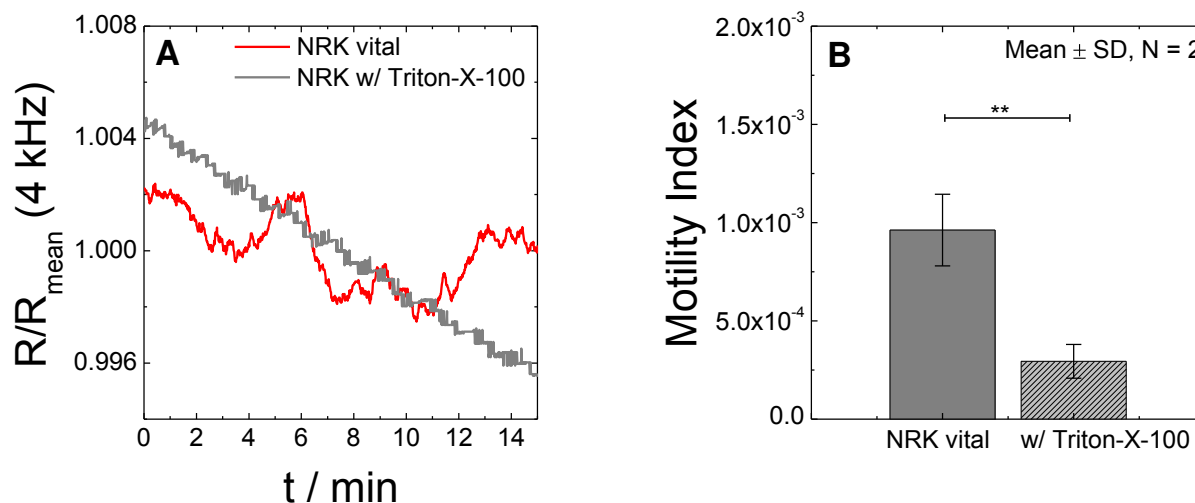 A
NRK vital
NRK w/ Triton-X-100
1.008
1.004
1.000
0.996
R/Rmean (4 kHz)
0 2 4 6 8 10 12 14
t / min
B
Mean ± SD, N = 2
**
2.0x10⁻³
1.5x10⁻³
1.0x10⁻³
5.0x10⁻⁴
0.0
Motility Index
NRK vital w/ Triton-X-100